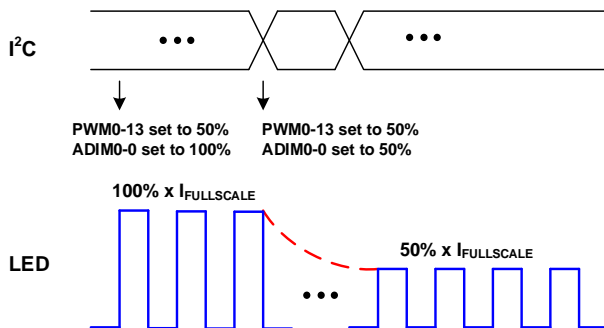 I²C
PWM0-13 set to 50%
ADIM0-0 set to 100%
PWM0-13 set to 50%
ADIM0-0 set to 50%
100% x IFULLSCALE
50% x IFULLSCALE
LED